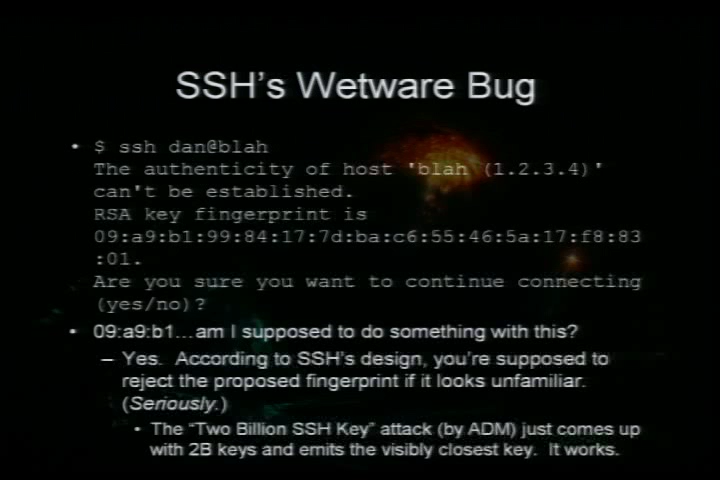 SSH's Wetware Bug
• $ ssh dan@blah
The authenticity of host 'blah (1.2.3.4)'
can't be established.
RSA key fingerprint is
09:a9:b1:99:84:17:7d:ba:c6:55:46:5a:17:f8:83
:01.
Are you sure you want to continue connecting
(yes/no)?
• 09:a9:b1...am I supposed to do something with this?
– Yes. According to SSH's design, you're supposed to
reject the proposed fingerprint if it looks unfamiliar.
(Seriously.)
• The "Two Billion SSH Key" attack (by ADM) just comes up
with 2B keys and emits the visibly closest key. It works.